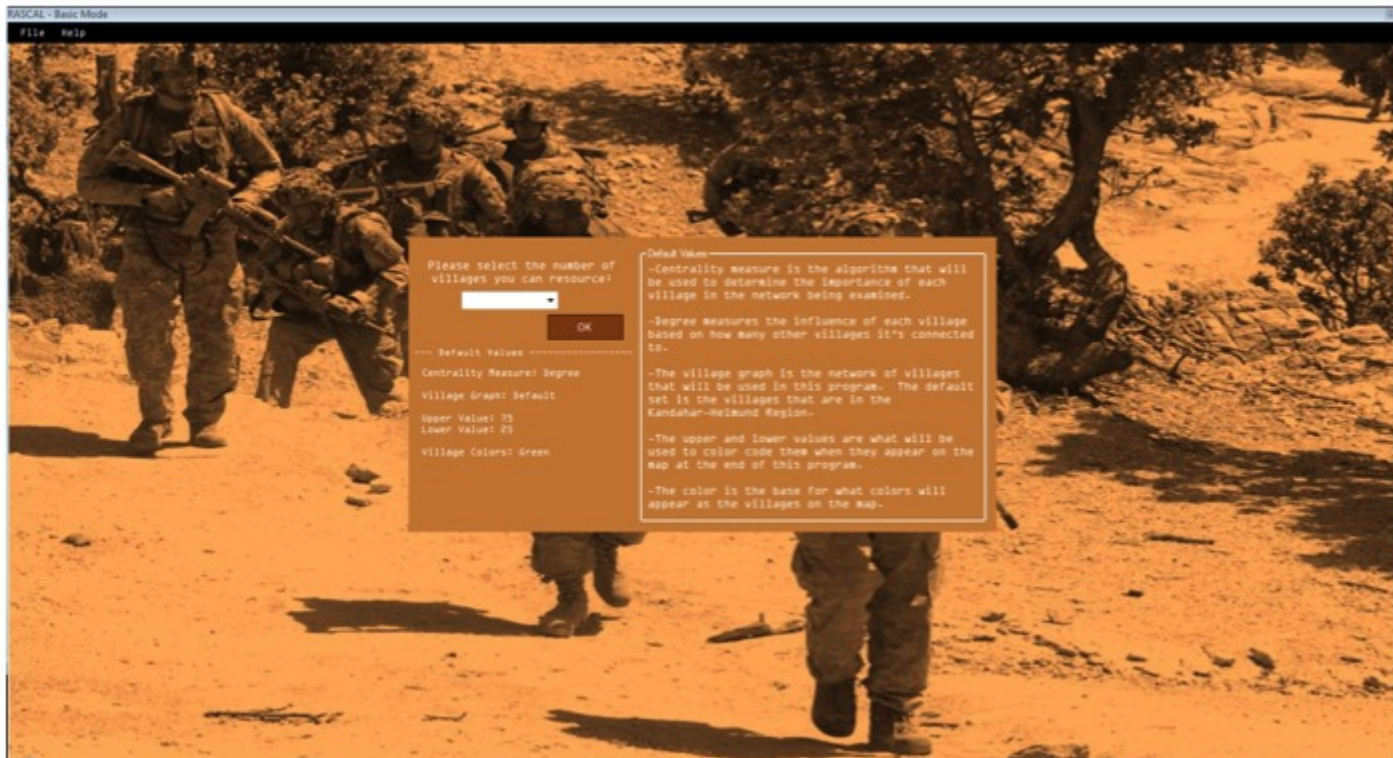 RASCAL - Basic Mode
File Help
Please select the number of
villages you can resource:
OK
--- Default Values -----------------
Centrality Measure: Degree
Village Graph: Default
Upper Value: 75
Lower Value: 25
Village Colors: Green
Default Values
-Centrality measure is the algorithm that will
be used to determine the importance of each
village in the network being examined.
-Degree measures the influence of each village
based on how many other villages it"s connected
to.
-The village graph is the network of villages
that will be used in this program.  The default
set is the villages that are in the
Kandahar-Helmund Region.
-The upper and lower values are what will be
used to color code them when they appear on the
map at the end of this program.
-The color is the base for what colors will
appear as the villages on the map.